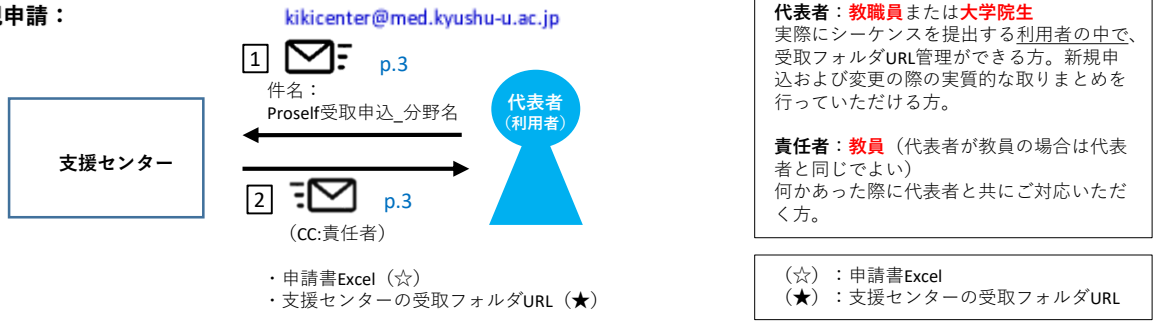 規申請：
kikicenter@med.kyushu-u.ac.jp
1
p.3
件名：
Proself受取申込_分野名
支援センター
代表者
（利用者）
2
p.3
（CC:責任者）
・申請書Excel（☆）
・支援センターの受取フォルダURL（★）
代表者：教職員または大学院生
実際にシーケンスを提出する利用者の中で、
受取フォルダURL管理ができる方。新規申
込および変更の際の実質的な取りまとめを
行っていただける方。
責任者：教員（代表者が教員の場合は代表
者と同じでよい）
何かあった際に代表者と共にご対応いただ
く方。
（☆）：申請書Excel
（★）：支援センターの受取フォルダURL